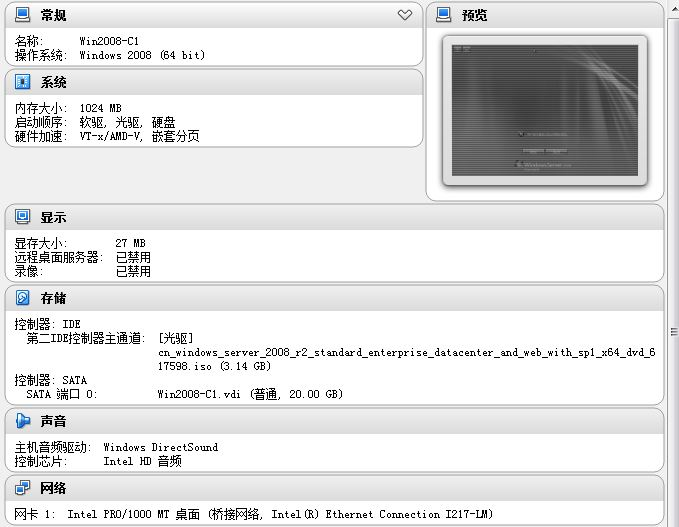 常规
名称: Win2008-C1
操作系统: Windows 2008 (64 bit)
预览
系统
内存大小: 1024 MB
启动顺序: 软驱, 光驱, 硬盘
硬件加速: VT-x/AMD-V, 嵌套分页
显示
显存大小: 27 MB
远程桌面服务器: 已禁用
录像: 已禁用
存储
控制器: IDE
第二IDE控制器主通道: [光驱]
cn_windows_server_2008_r2_standard_enterprise_datacenter_and_web_with_sp1_x64_dvd_6
17598.iso (3.14 GB)
控制器: SATA
SATA 端口 0: Win2008-C1.vdi (普通, 20.00 GB)
声音
主机音频驱动: Windows DirectSound
控制芯片: Intel HD 音频
网络
网卡 1: Intel PRO/1000 MT 桌面 (桥接网络, Intel(R) Ethernet Connection I217-LM)